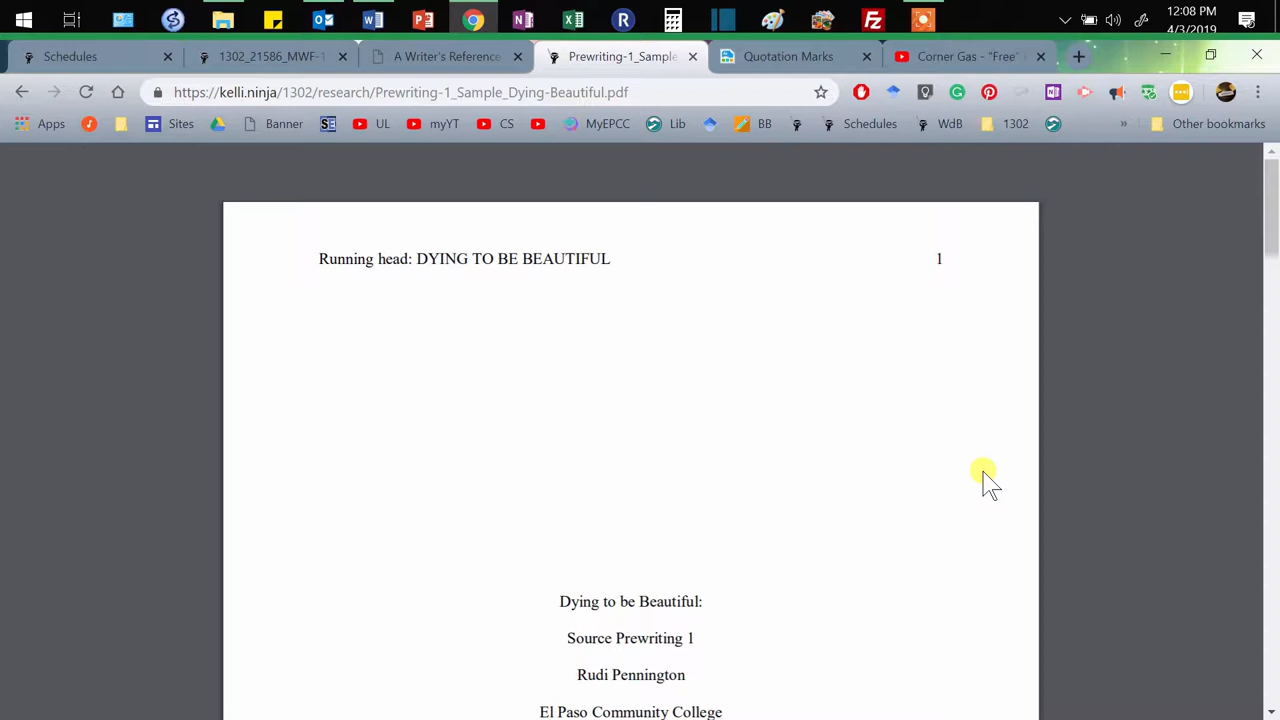 12:08 PM
4/3/2019
Schedules
1302_21586_MWF-1
A Writer's Reference
Prewriting-1_Sample
Quotation Marks
Corner Gas - "Free"
https://kelli.ninja/1302/research/Prewriting-1_Sample_Dying-Beautiful.pdf
Apps
Sites
Banner
UL
myYT
CS
MyEPCC
Lib
BB
Schedules
WdB
1302
Other bookmarks
Running head: DYING TO BE BEAUTIFUL 1
Dying to be Beautiful:
Source Prewriting 1
Rudi Pennington
El Paso Community College